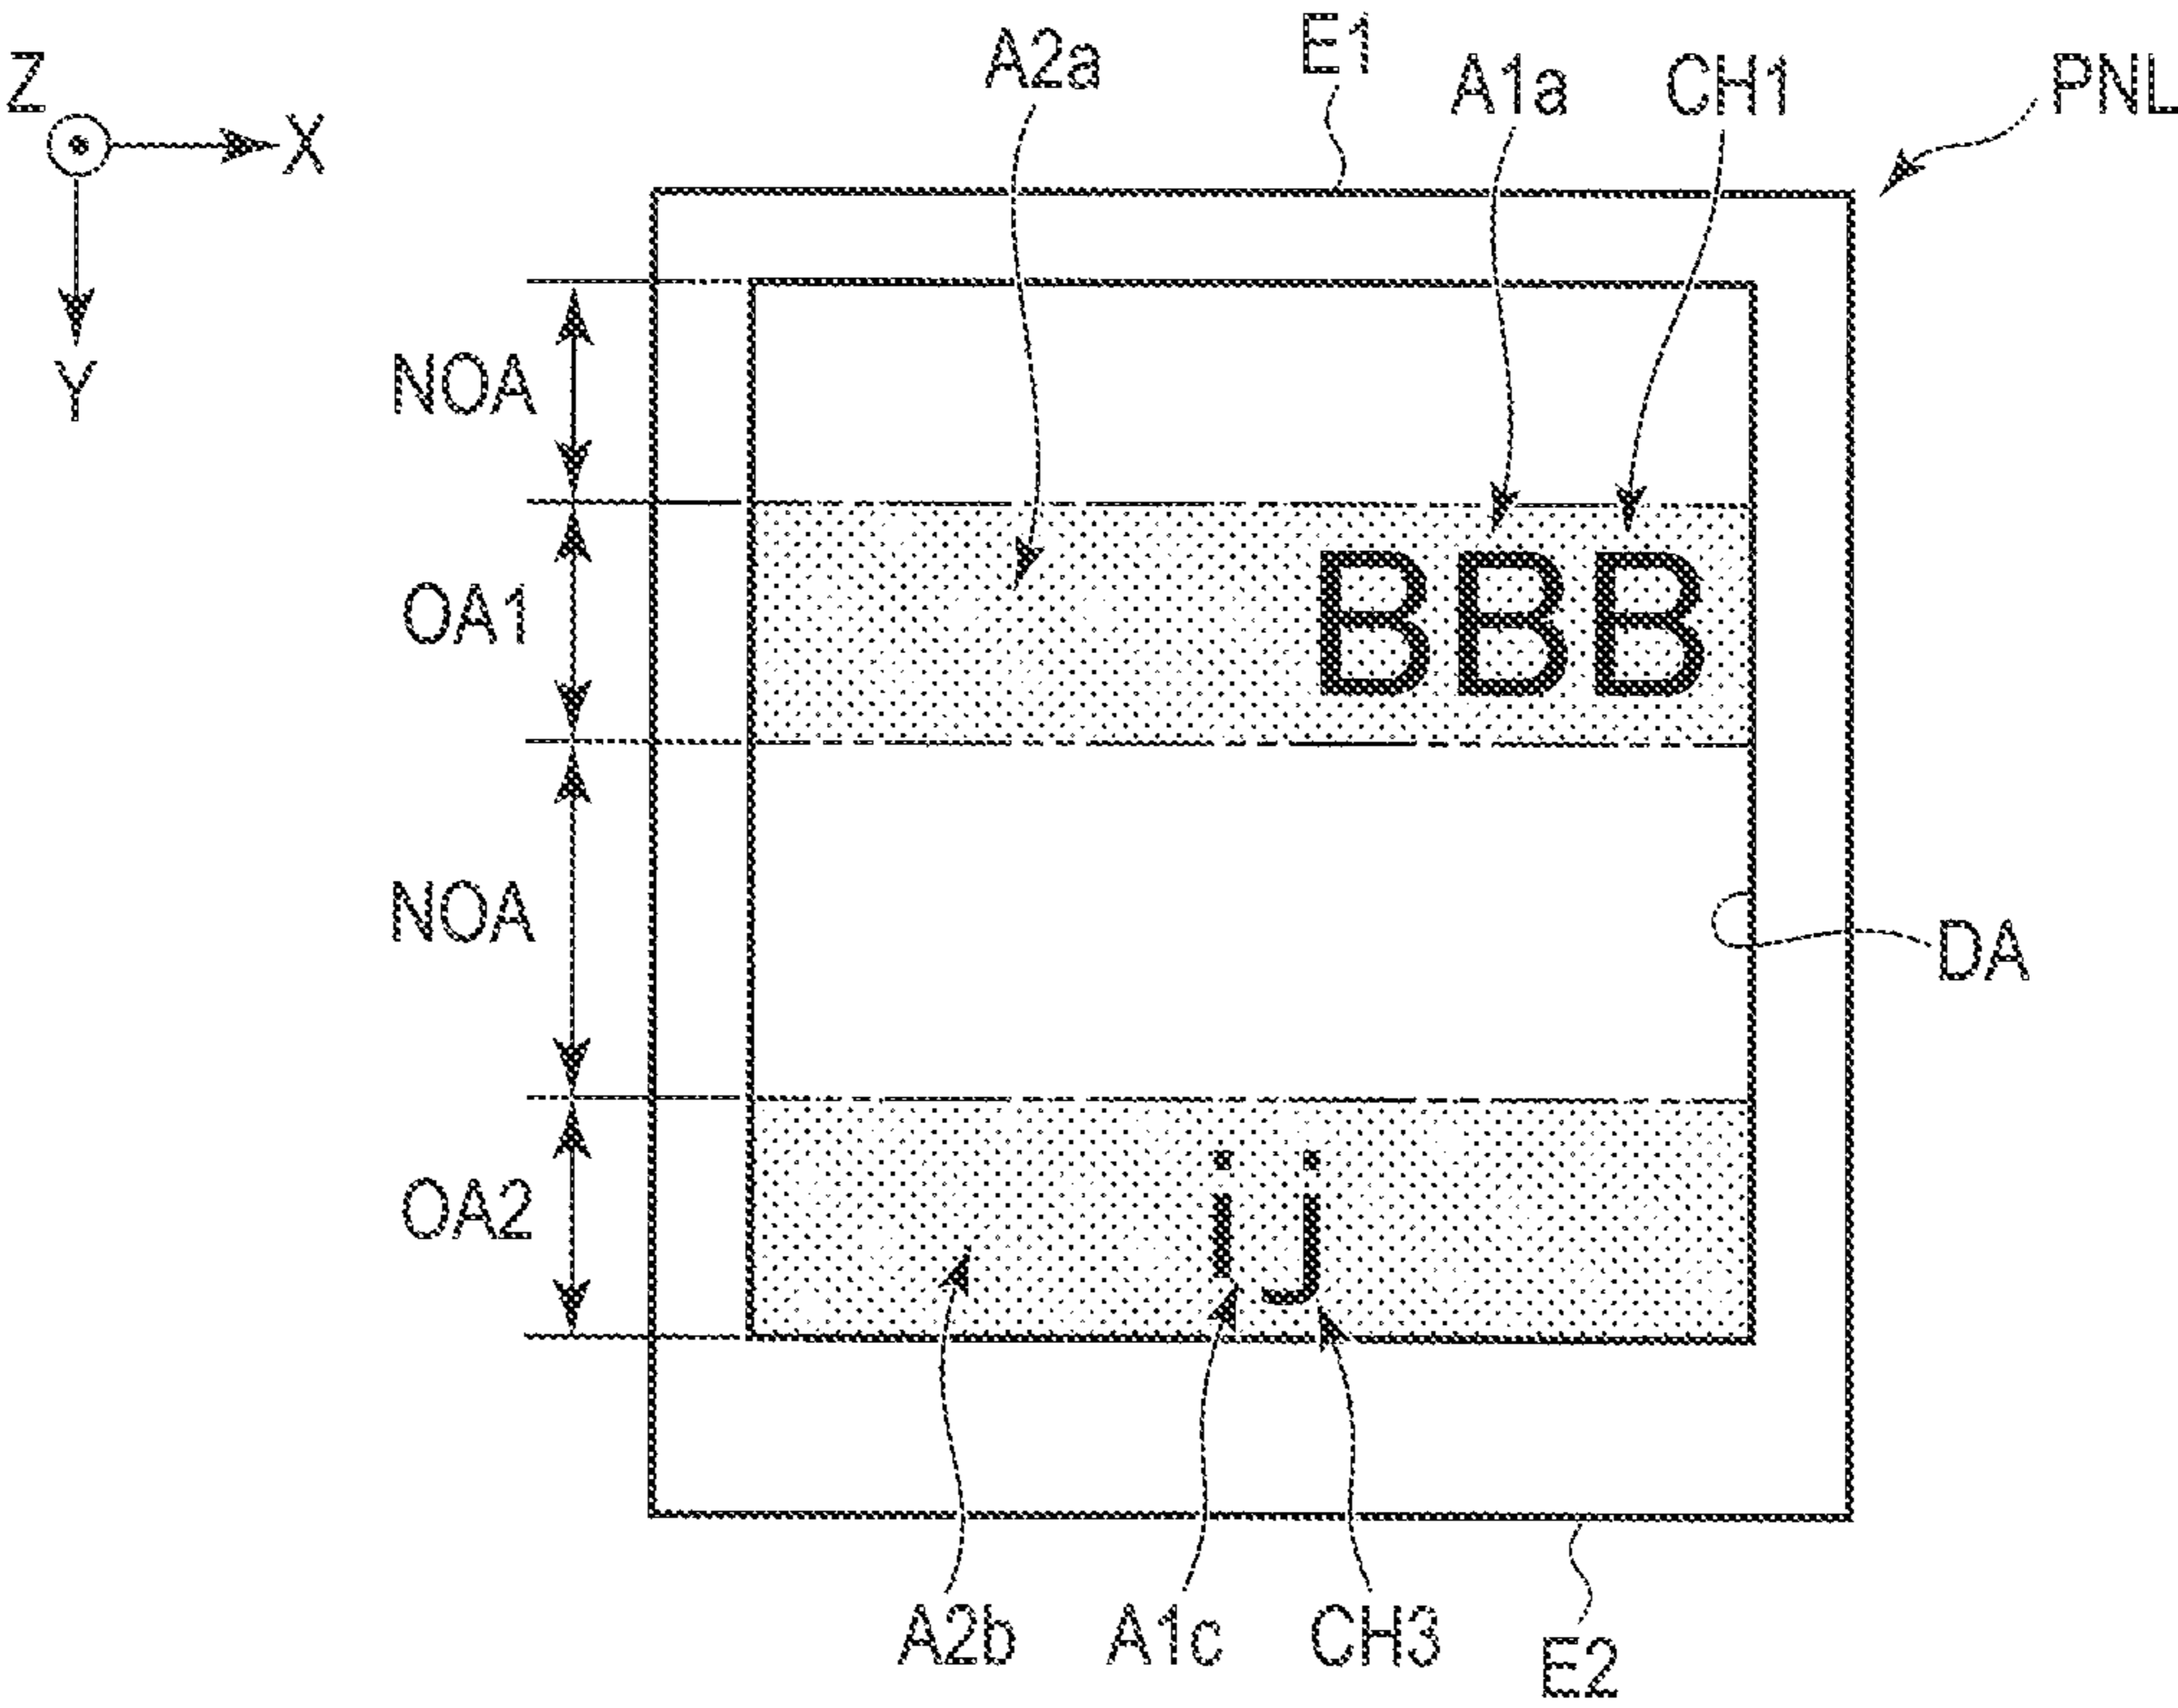 E1
A2a
A1a
CH1
PNL
Z
X
Y
NOA
OA1
BBB
NOA
DA
OA2
ij
A2b
A1c
CH3
E2